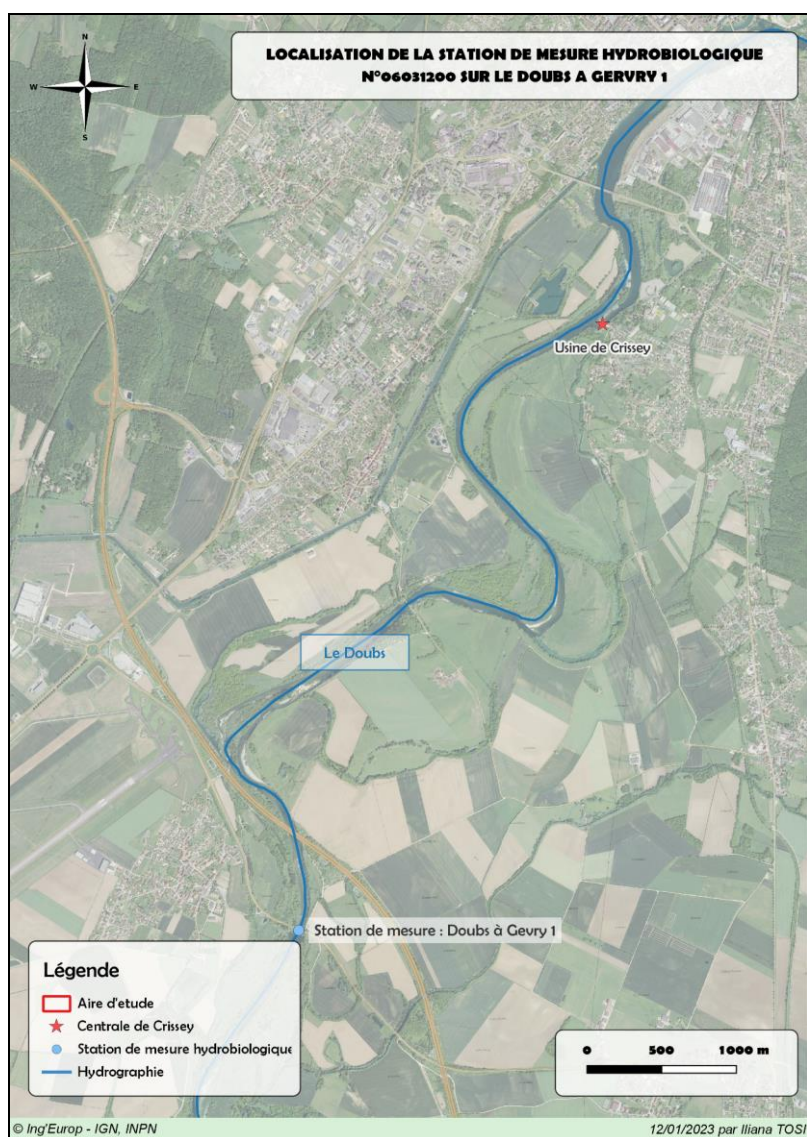 LOCALISATION DE LA STATION DE MESURE HYDROBIOLOGIQUE
N°06031200 SUR LE DOUBS A GERVRY 1
N
W
E
S
Usine de Crissey
Le Doubs
Station de mesure : Doubs à Gevry 1
Légende
Aire d'etude
Centrale de Crissey
Station de mesure hydrobiologique
Hydrographie
0 500 1000 m
© Ing'Europ - IGN, INPN
12/01/2023 par Iliana TOSI